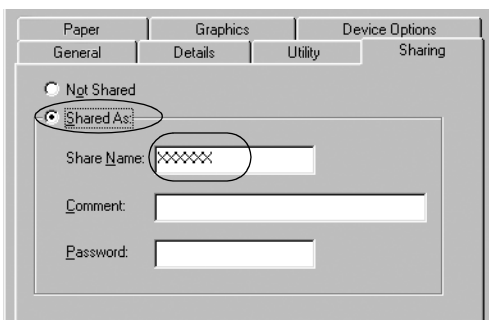 Paper Graphics Device Options
General Details Utility Sharing
Not Shared
Shared As:
Share Name: XXXXXX
Comment:
Password: